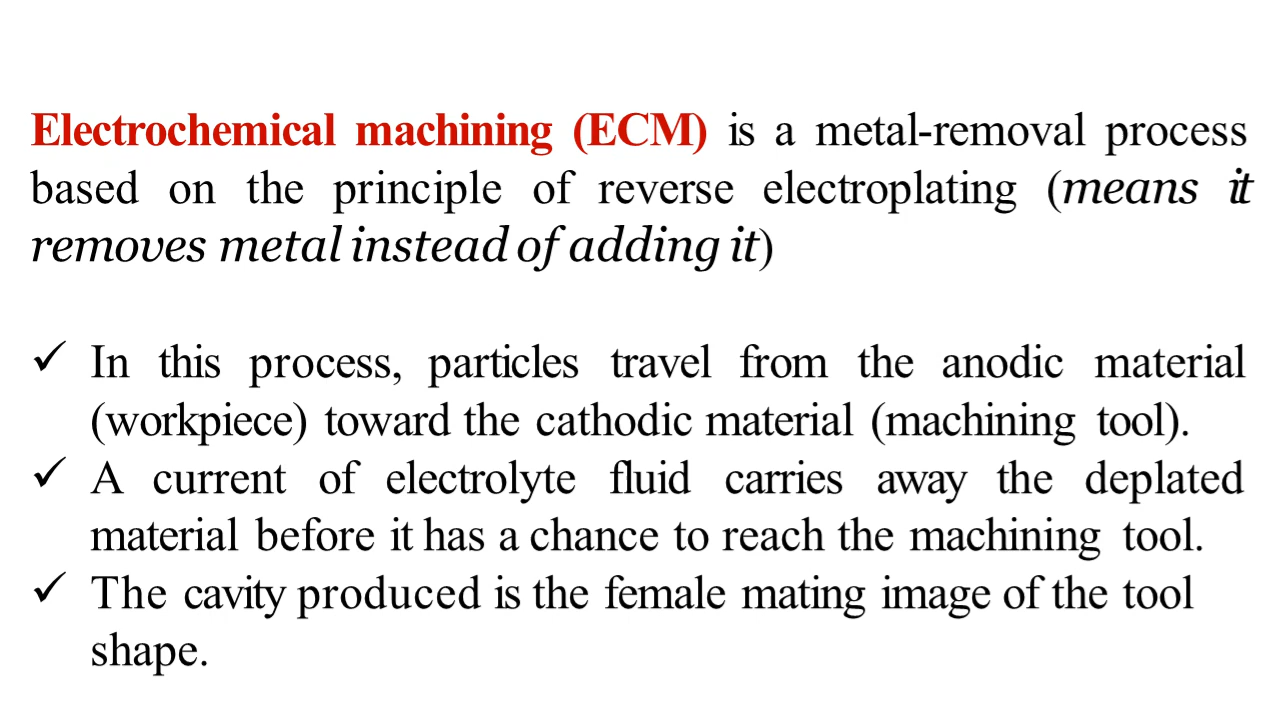 Electrochemical machining (ECM) is a metal-removal process
based on the principle of reverse electroplating (means it
removes metal instead of adding it)
✓ In this process, particles travel from the anodic material
(workpiece) toward the cathodic material (machining tool).
✓ A current of electrolyte fluid carries away the deplated
material before it has a chance to reach the machining tool.
✓ The cavity produced is the female mating image of the tool
shape.